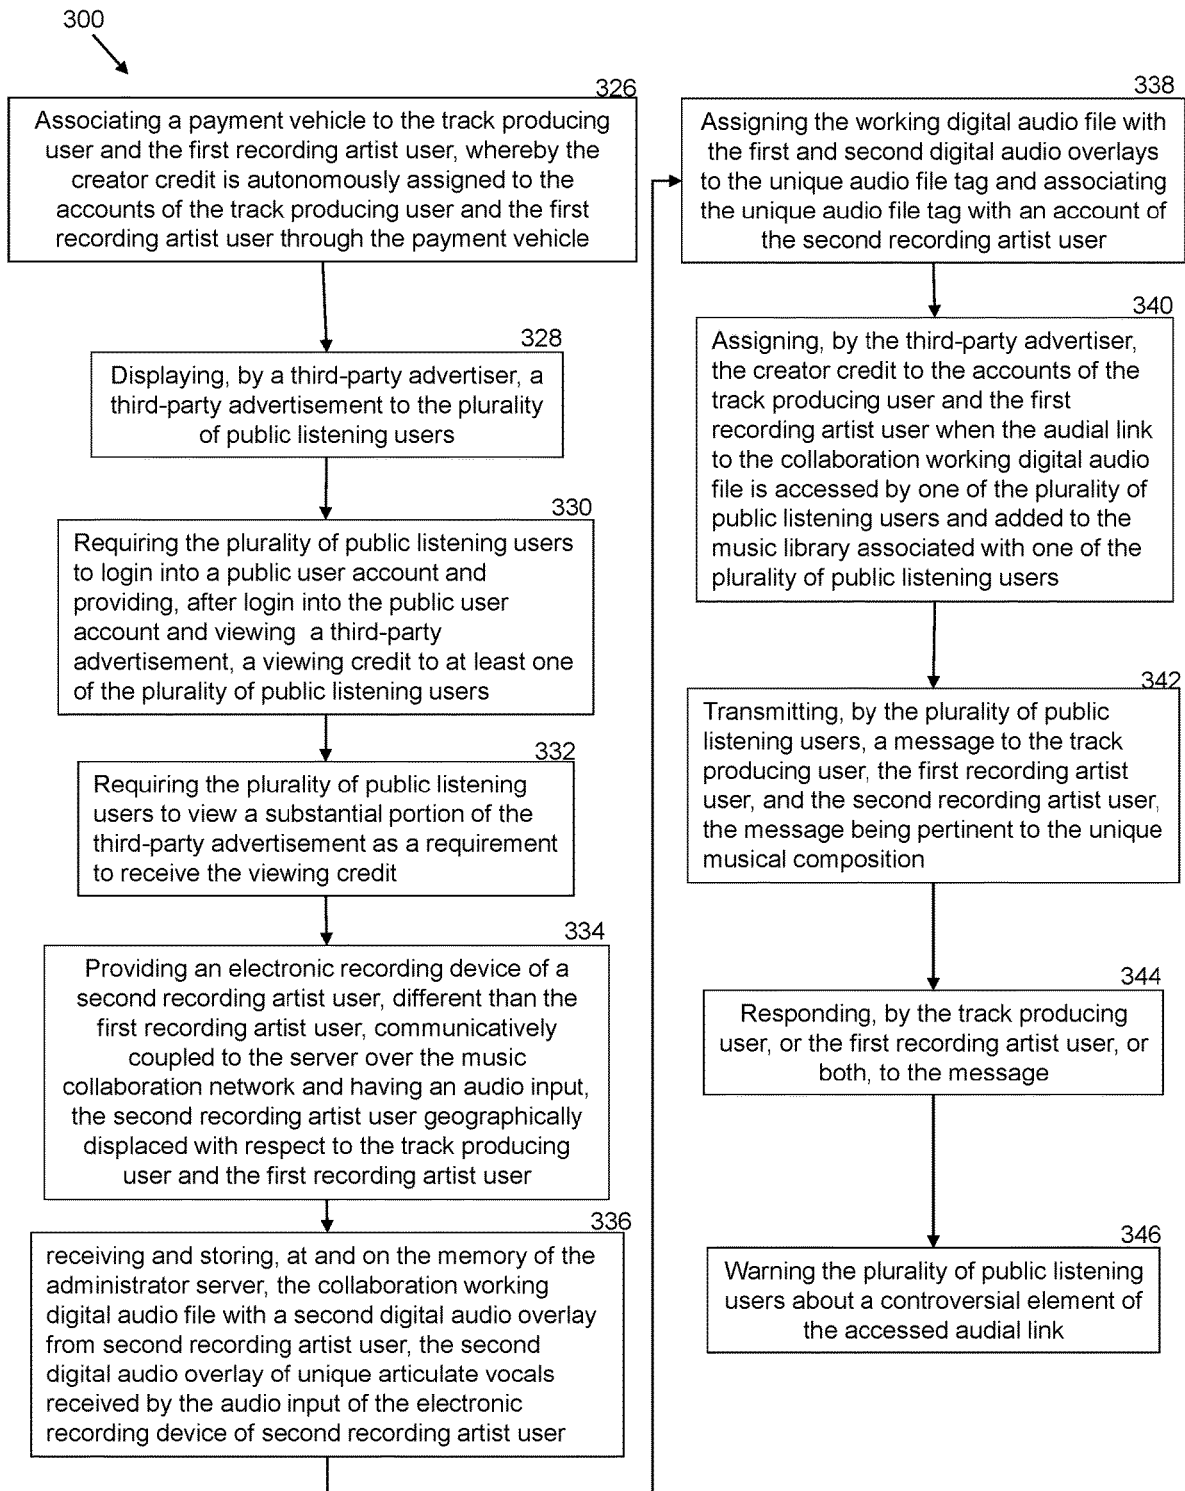 300
326
Associating a payment vehicle to the track producing
user and the first recording artist user, whereby the
creator credit is autonomously assigned to the
accounts of the track producing user and the first
recording artist user through the payment vehicle
328
Displaying, by a third-party advertiser, a
third-party advertisement to the plurality
of public listening users
330
Requiring the plurality of public listening users
to login into a public user account and
providing, after login into the public user
account and viewing a third-party
advertisement, a viewing credit to at least one
of the plurality of public listening users
332
Requiring the plurality of public listening
users to view a substantial portion of the
third-party advertisement as a requirement
to receive the viewing credit
334
Providing an electronic recording device of a
second recording artist user, different than the
first recording artist user, communicatively
coupled to the server over the music
collaboration network and having an audio input,
the second recording artist user geographically
displaced with respect to the track producing
user and the first recording artist user
336
receiving and storing, at and on the memory of the
administrator server, the collaboration working
digital audio file with a second digital audio overlay
from second recording artist user, the second
digital audio overlay of unique articulate vocals
received by the audio input of the electronic
recording device of second recording artist user
338
Assigning the working digital audio file with
the first and second digital audio overlays
to the unique audio file tag and associating
the unique audio file tag with an account of
the second recording artist user
340
Assigning, by the third-party advertiser,
the creator credit to the accounts of the
track producing user and the first
recording artist user when the audial link
to the collaboration working digital audio
file is accessed by one of the plurality of
public listening users and added to the
music library associated with one of the
plurality of public listening users
342
Transmitting, by the plurality of public
listening users, a message to the track
producing user, the first recording artist
user, and the second recording artist user,
the message being pertinent to the unique
musical composition
344
Responding, by the track producing
user, or the first recording artist user, or
both, to the message
346
Warning the plurality of public listening
users about a controversial element of
the accessed audial link